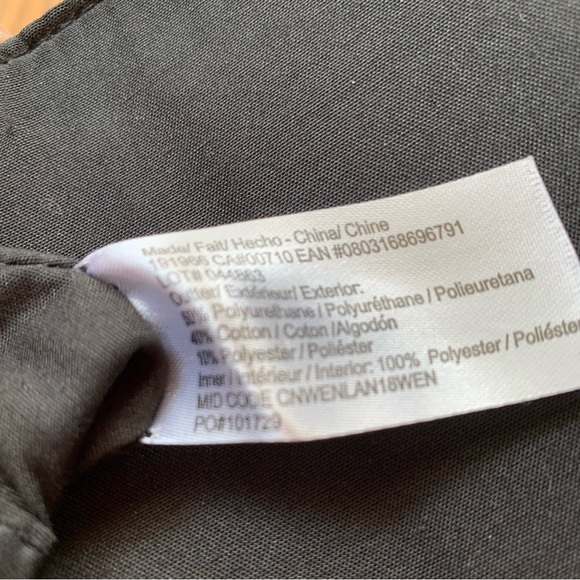 Made/ Fait/ Hecho - China/ Chine
191966 CA#00710 EAN #0803168696791
LOT# 044863
Outer/ Extérieur/ Exterior:
50% Polyurethane / Polyuréthane / Polieuretana
40% Cotton / Coton /Algodón
10% Polyester / Poliéster
Inner / Intérieur / Interior: 100% Polyester / Poliéster
MID CODE CNWENLAN18WEN
PO#101729